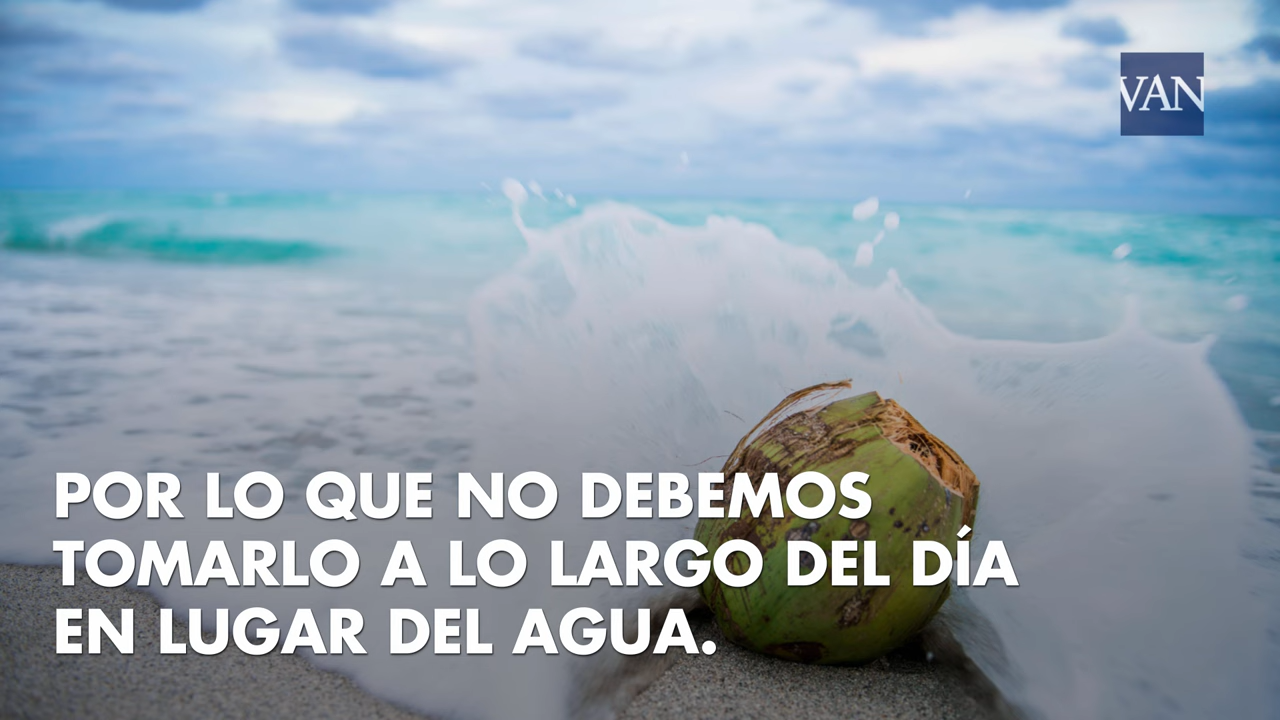 VAN
POR LO QUE NO DEBEMOS
TOMARLO A LO LARGO DEL DÍA
EN LUGAR DEL AGUA.